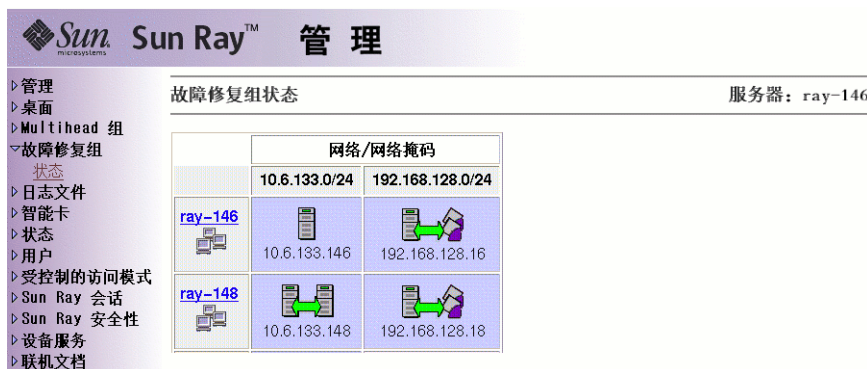 Sun microsystems Sun Ray™ 管 理
管理
桌面
Multihead 组
故障修复组
状态
日志文件
智能卡
状态
用户
受控制的访问模式
Sun Ray 会话
Sun Ray 安全性
设备服务
联机文档
故障修复组状态 服务器：ray-146
网络/网络掩码
10.6.133.0/24 192.168.128.0/24
ray-146
10.6.133.146 192.168.128.16
ray-148
10.6.133.148 192.168.128.18